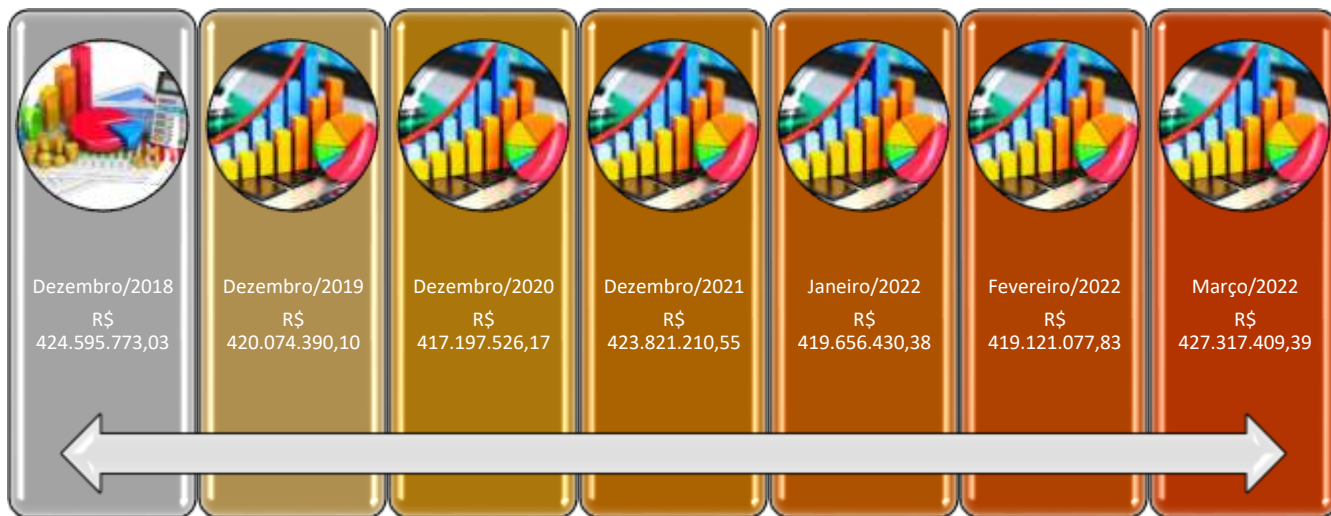 Dezembro/2018
R$
424.595.773,03
Dezembro/2019
R$
420.074.390,10
Dezembro/2020
R$
417.197.526,17
Dezembro/2021
R$
423.821.210,55
Janeiro/2022
R$
419.656.430,38
Fevereiro/2022
R$
419.121.077,83
Março/2022
R$
427.317.409,39